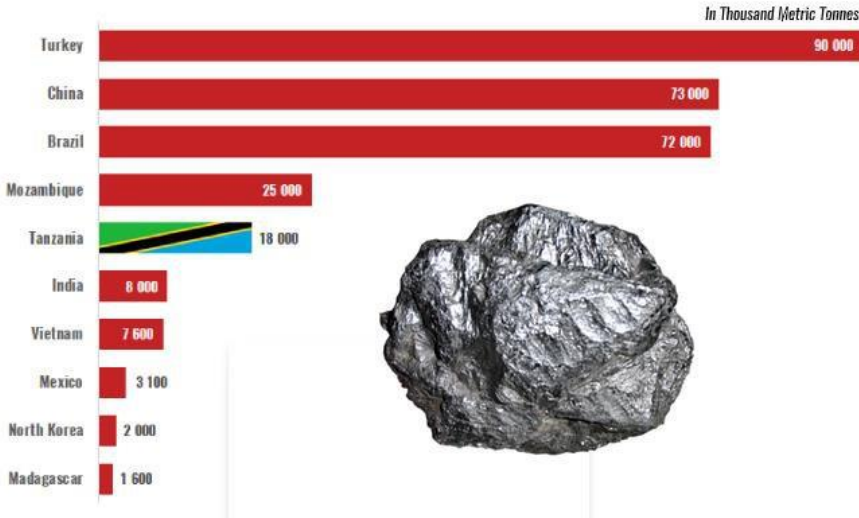 In Thousand Metric Tonnes
Turkey 90 000
China 73 000
Brazil 72 000
Mozambique 25 000
Tanzania 18 000
India 8 000
Vietnam 7 600
Mexico 3 100
North Korea 2 000
Madagascar 1 600